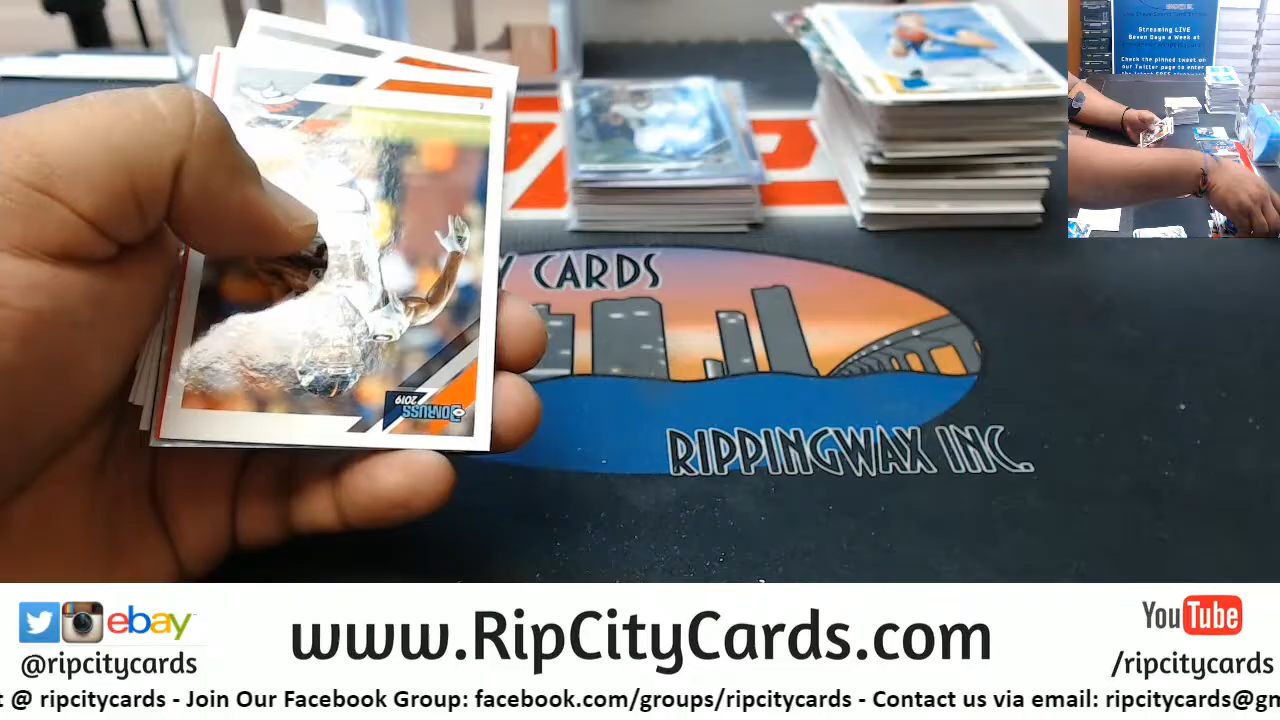 Streaming LIVE
Seven Days a Week at
Check the pinned tweet on
our Twitter page to enter
Y CARDS
RIPPINGWAX INC.
DONRUSS
2019
ebay
www.RipCityCards.com
You Tube
@ripcitycards
/ripcitycards
t @ ripcitycards - Join Our Facebook Group: facebook.com/groups/ripcitycards - Contact us via email: ripcitycards@gm